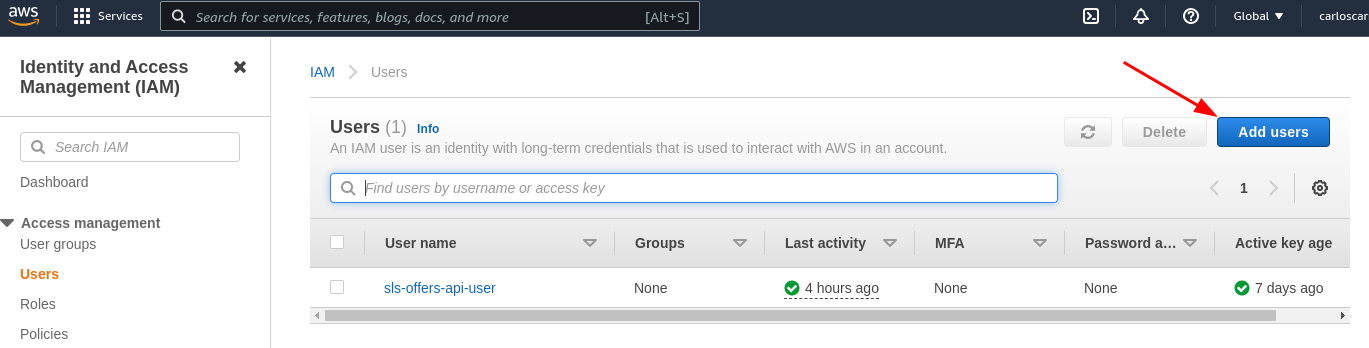 aws
Services
Search for services, features, blogs, docs, and more
[Alt+S]
Global
carloscar
Identity and Access
Management (IAM)
Search IAM
Dashboard
Access management
User groups
Users
Roles
Policies
IAM
Users
Users (1) Info
An IAM user is an identity with long-term credentials that is used to interact with AWS in an account.
Delete
Add users
Find users by username or access key
1
User name Groups Last activity MFA Password a... Active key age
sls-offers-api-user None 4 hours ago None None 7 days ago